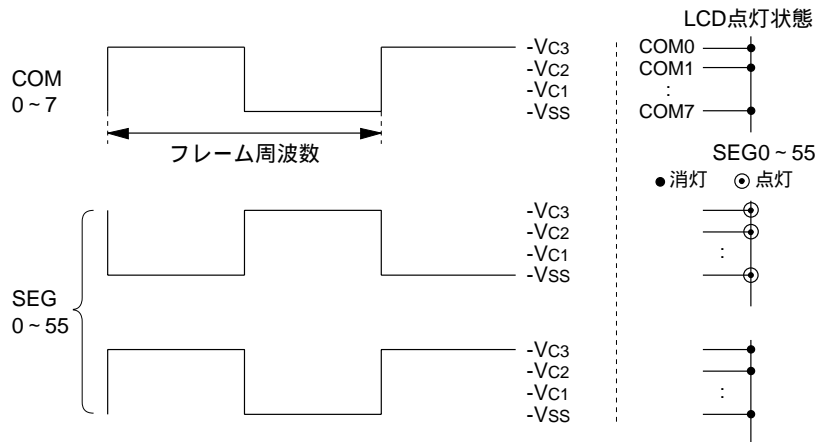 LCD点灯状態
COM
0~7
-VC3
-VC2
-VC1
-VSS
フレーム周波数
COM0
COM1
:
COM7
SEG0~55
●消灯 ◉点灯
SEG
0~55
-VC3
-VC2
-VC1
-VSS
:
-VC3
-VC2
-VC1
-VSS
: